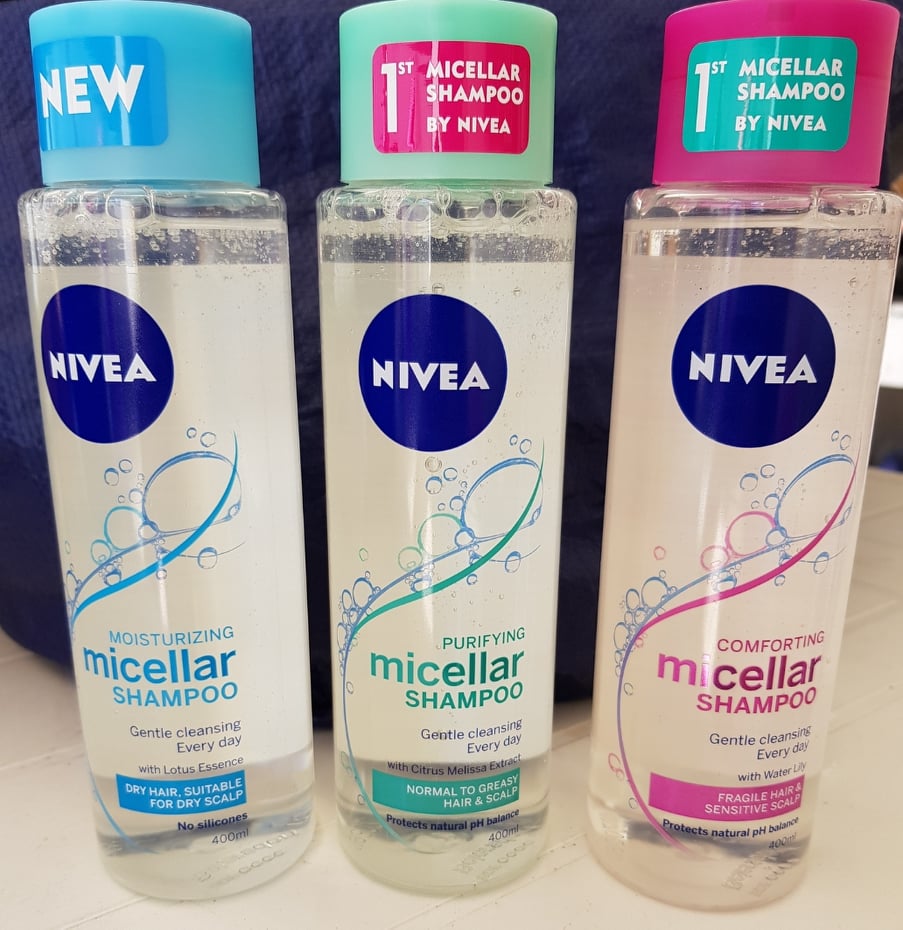 NEW
NIVEA
MOISTURIZING
micellar
SHAMPOO
Gentle cleansing
Every day
with Lotus Essence
DRY HAIR, SUITABLE
FOR DRY SCALP
No silicones
400ml
1ST MICELLAR
SHAMPOO
BY NIVEA
NIVEA
PURIFYING
micellar
SHAMPOO
Gentle cleansing
Every day
with Citrus Melissa Extract
NORMAL TO GREASY
HAIR & SCALP
Protects natural pH balance
400ml
1ST MICELLAR
SHAMPOO
BY NIVEA
NIVEA
COMFORTING
micellar
SHAMPOO
Gentle cleansing
Every day
with Water Lily
FRAGILE HAIR &
SENSITIVE SCALP
Protects natural pH balance
400ml